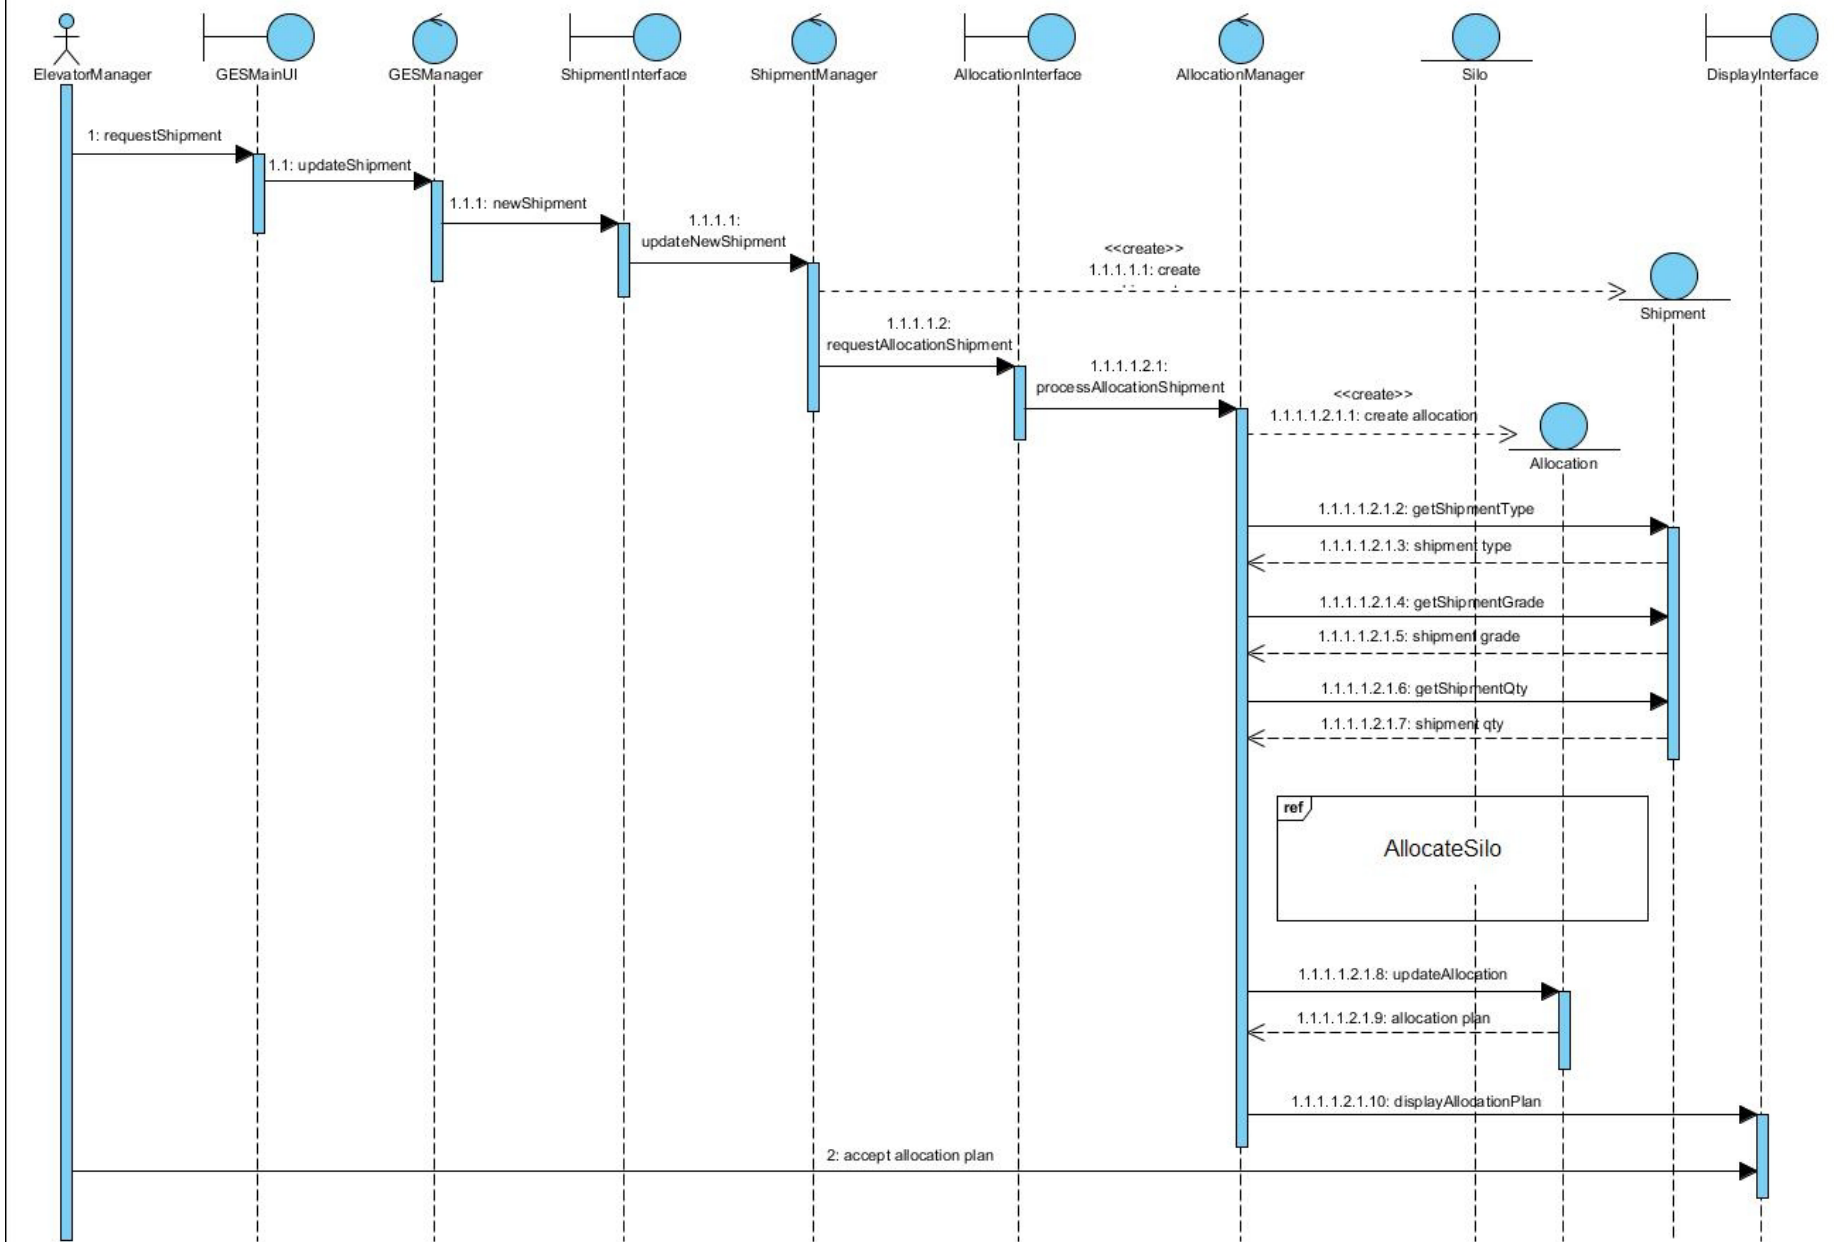 ElevatorManager
GESMainUI
GESManager
ShipmentInterface
ShipmentManager
AllocationInterface
AllocationManager
Silo
DisplayInterface
1: requestShipment
1.1: updateShipment
1.1.1: newShipment
1.1.1.1:
updateNewShipment
<<create>>
1.1.1.1.1: create
Shipment
1.1.1.1.2:
requestAllocationShipment
1.1.1.1.2.1:
processAllocationShipment
<<create>>
1.1.1.1.2.1.1: create allocation
Allocation
1.1.1.1.2.1.2: getShipmentType
1.1.1.1.2.1.3: shipment type
1.1.1.1.2.1.4: getShipmentGrade
1.1.1.1.2.1.5: shipment grade
1.1.1.1.2.1.6: getShipmentQty
1.1.1.1.2.1.7: shipment qty
ref
AllocateSilo
1.1.1.1.2.1.8: updateAllocation
1.1.1.1.2.1.9: allocation plan
1.1.1.1.2.1.10: displayAllocationPlan
2: accept allocation plan